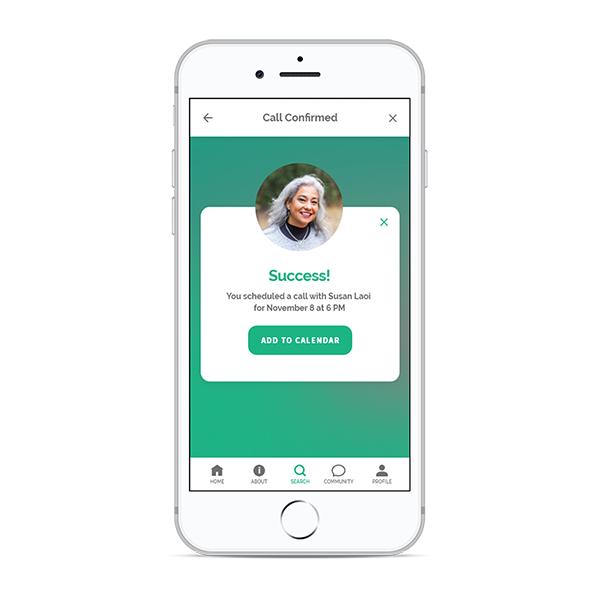 Call Confirmed
Success!
You scheduled a call with Susan Laoi
for November 8 at 6 PM
ADD TO CALENDAR
HOME ABOUT SEARCH COMMUNITY PROFILE